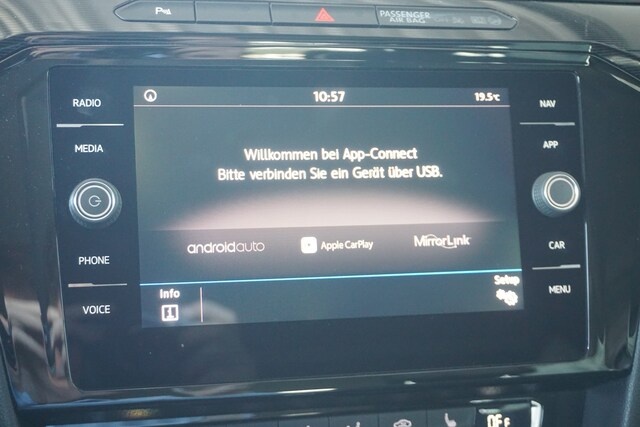 PASSENGER
AIR BAG
RADIO
10:57
19.5°C
NAV
MEDIA
APP
Willkommen bei App-Connect
Bitte verbinden Sie ein Gerät über USB.
androidauto
Apple CarPlay
MirrorLink
PHONE
CAR
VOICE
Info
Setup
MENU
OFF